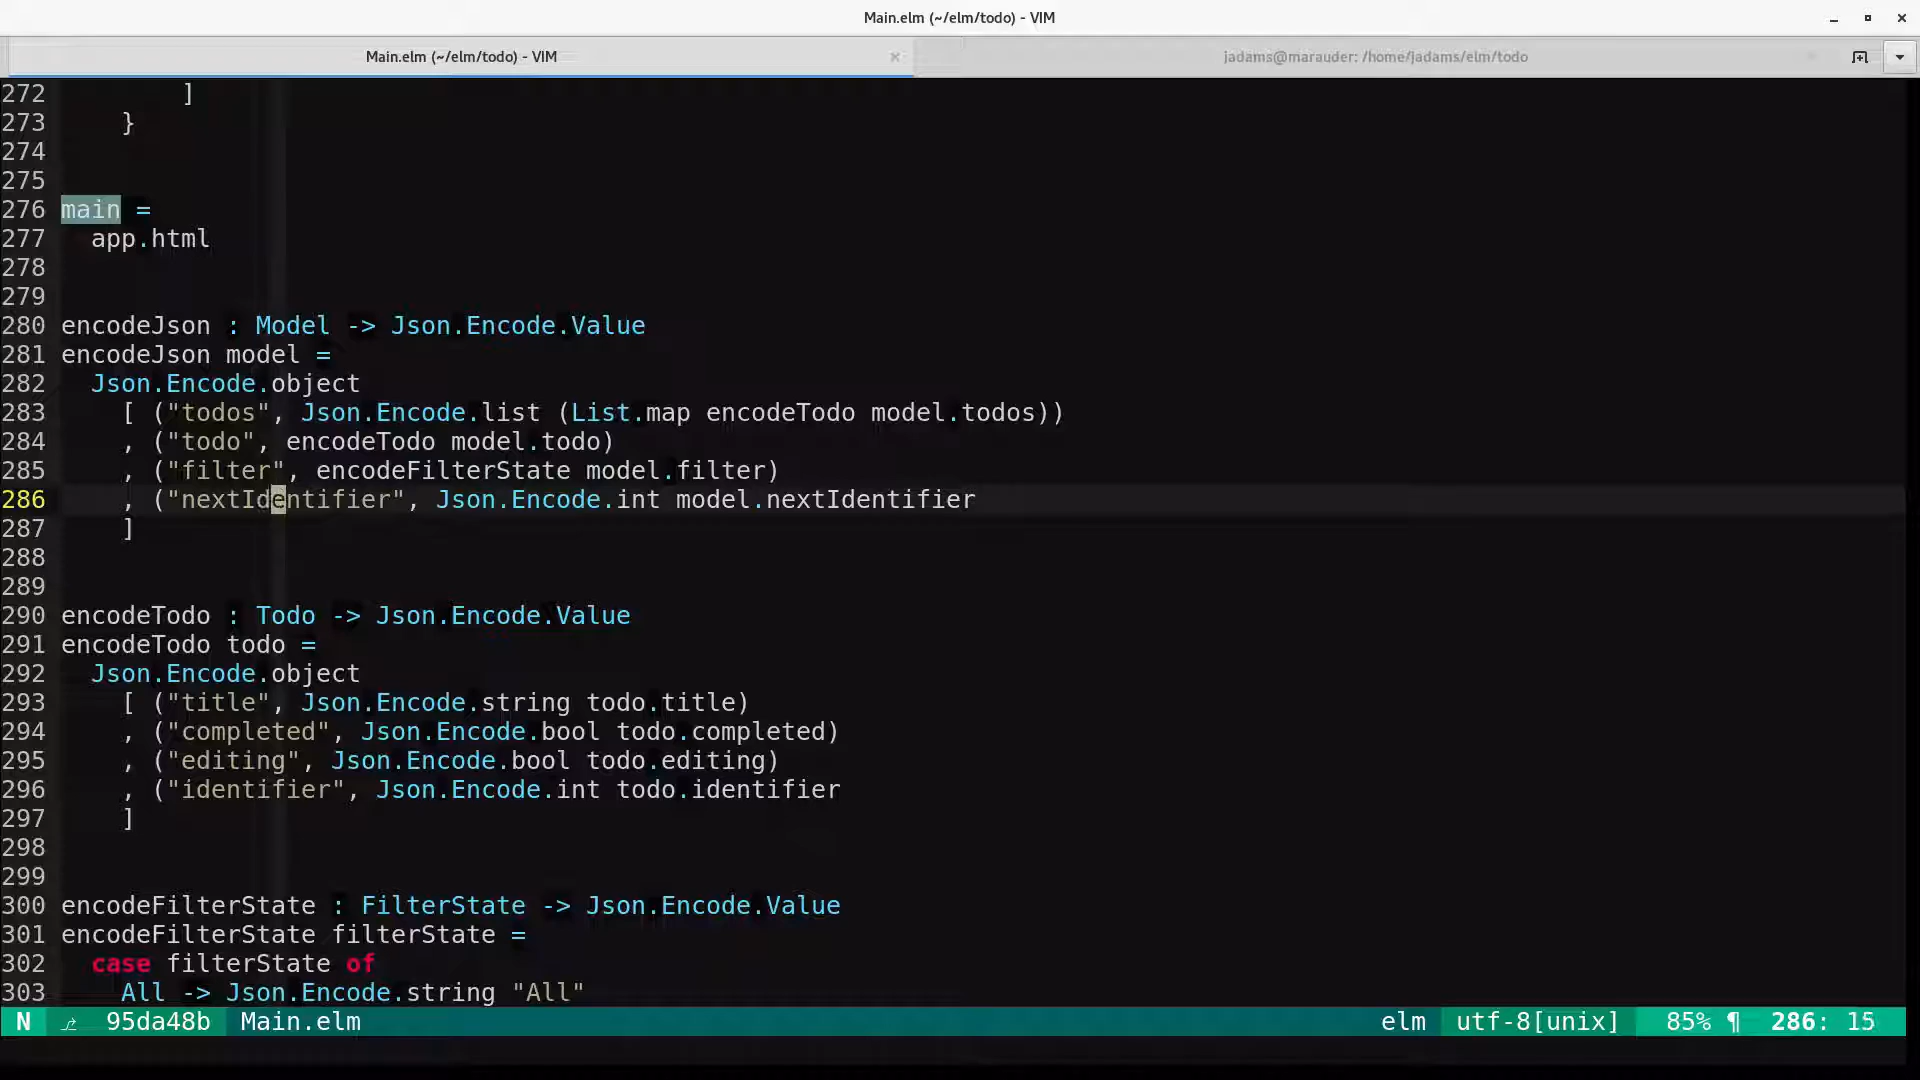 Main.elm (~/elm/todo) - VIM
Main.elm (~/elm/todo) - VIM
jadams@marauder: /home/jadams/elm/todo
272         ]
273     }
274
275
276 main =
277   app.html
278
279
280 encodeJson : Model -> Json.Encode.Value
281 encodeJson model =
282   Json.Encode.object
283     [ ("todos", Json.Encode.list (List.map encodeTodo model.todos))
284     , ("todo", encodeTodo model.todo)
285     , ("filter", encodeFilterState model.filter)
286     , ("nextIdentifier", Json.Encode.int model.nextIdentifier
287     ]
288
289
290 encodeTodo : Todo -> Json.Encode.Value
291 encodeTodo todo =
292   Json.Encode.object
293     [ ("title", Json.Encode.string todo.title)
294     , ("completed", Json.Encode.bool todo.completed)
295     , ("editing", Json.Encode.bool todo.editing)
296     , ("identifier", Json.Encode.int todo.identifier
297     ]
298
299
300 encodeFilterState : FilterState -> Json.Encode.Value
301 encodeFilterState filterState =
302   case filterState of
303     All -> Json.Encode.string "All"
N 95da48b Main.elm elm utf-8[unix] 85% ¶ 286: 15